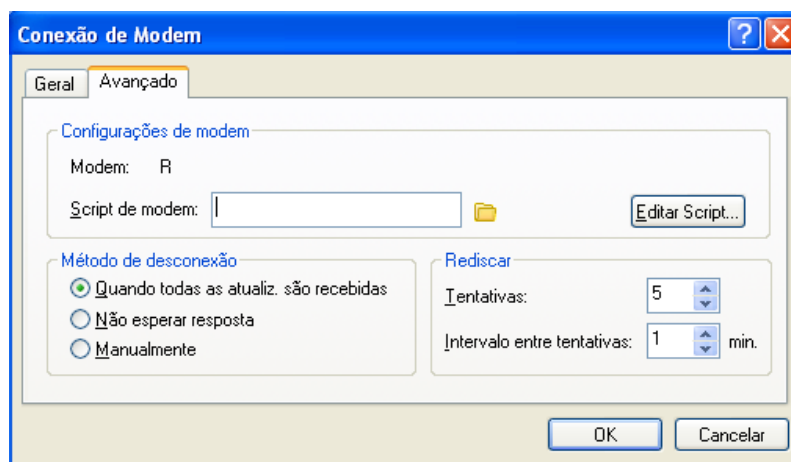 Conexão de Modem
Geral
Avançado
Configurações de modem
Modem: R
Script de modem:
Editar Script...
Método de desconexão
Quando todas as atualiz. são recebidas
Não esperar resposta
Manualmente
Rediscar
Tentativas: 5
Intervalo entre tentativas: 1 min.
OK
Cancelar